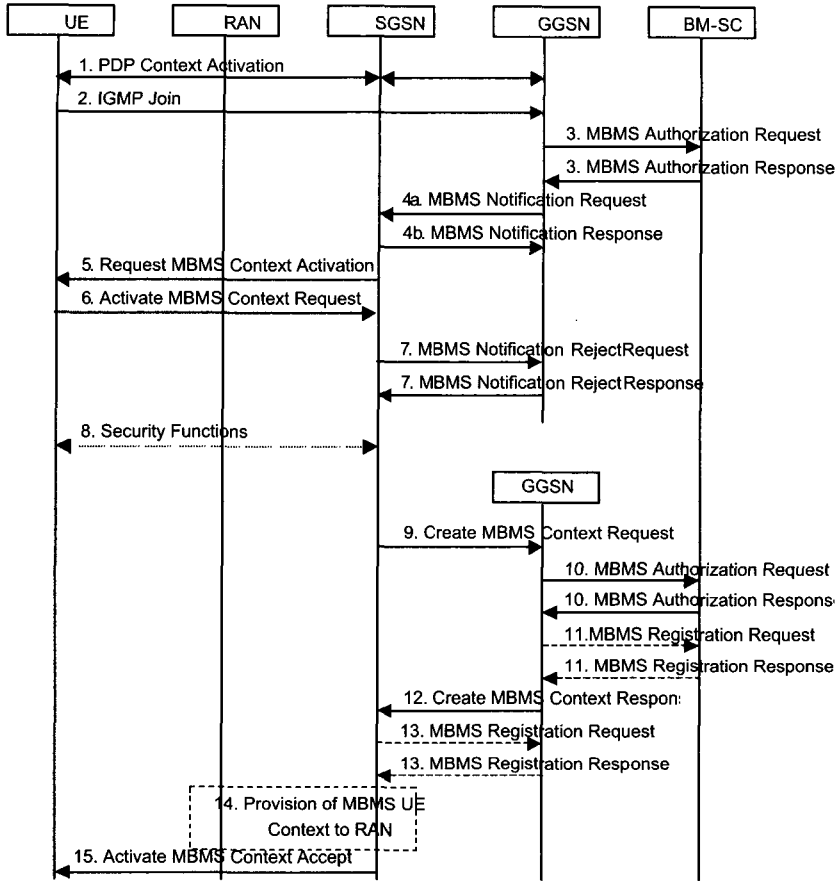 UE RAN SGSN GGSN BM-SC
1. PDP Context Activation
2. IGMP Join
3. MBMS Authorization Request
3. MBMS Authorization Response
4a. MBMS Notification Request
4b. MBMS Notification Response
5. Request MBMS Context Activation
6. Activate MBMS Context Request
7. MBMS Notification RejectRequest
7. MBMS Notification RejectResponse
8. Security Functions
GGSN
9. Create MBMS Context Request
10. MBMS Authorization Request
10. MBMS Authorization Respons
11.MBMS Registration Request
11. MBMS Registration Response
12. Create MBMS Context Respon
13. MBMS Registration Request
13. MBMS Registration Response
14. Provision of MBMS UE
Context to RAN
15. Activate MBMS Context Accept